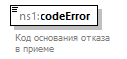 ns1:codeError
Код основания отказа
в приеме